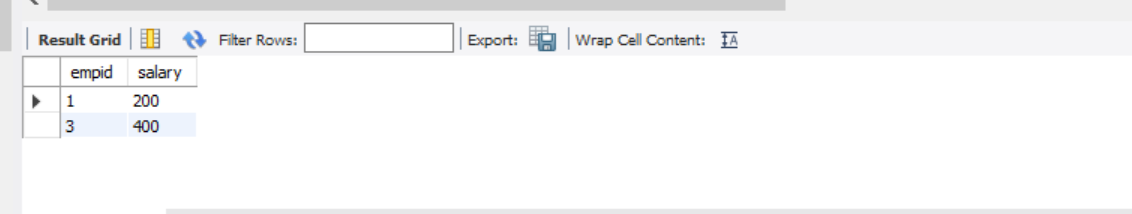 Result Grid Filter Rows: Export: Wrap Cell Content:
empid salary
1 200
3 400